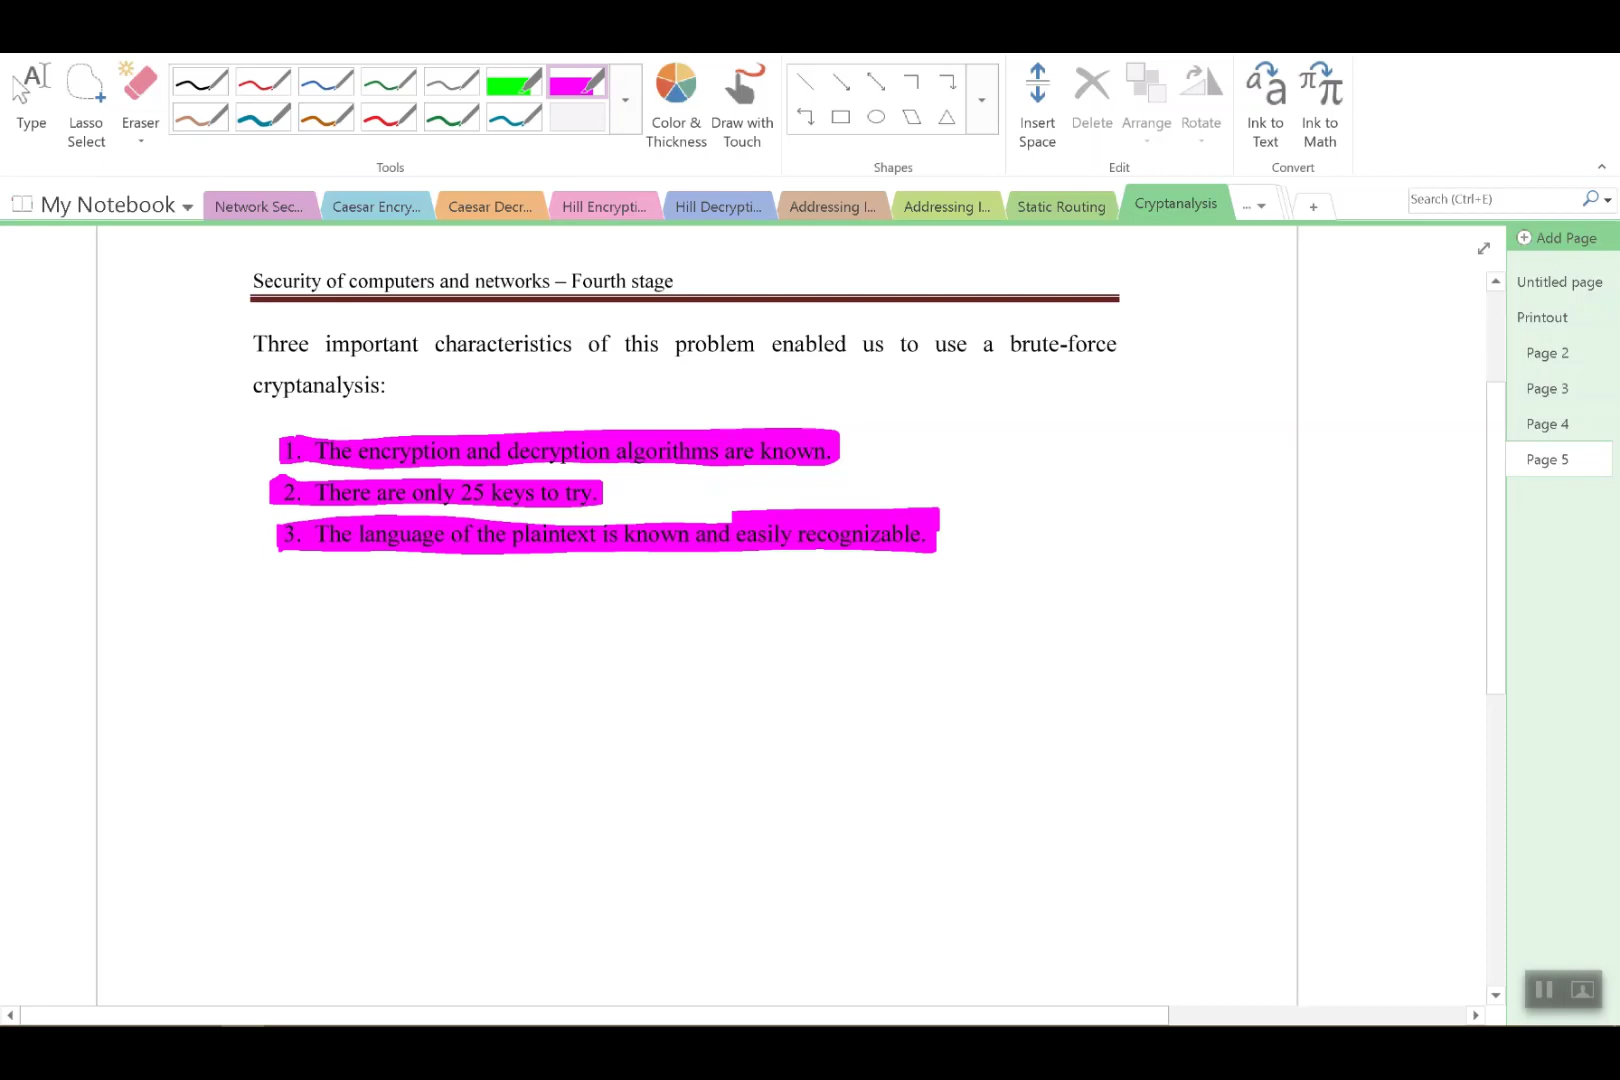 Type
Lasso Select
Eraser
Color & Thickness
Draw with Touch
Insert Space
Delete
Arrange
Rotate
Ink to Text
Ink to Math
Tools
Shapes
Edit
Convert
My Notebook
Network Sec...
Caesar Encry...
Caesar Decr...
Hill Encrypti...
Hill Decrypti...
Addressing I...
Addressing I...
Static Routing
Cryptanalysis
...
Search (Ctrl+E)
Security of computers and networks – Fourth stage
Three important characteristics of this problem enabled us to use a brute-force
cryptanalysis:
1. The encryption and decryption algorithms are known.
2. There are only 25 keys to try.
3. The language of the plaintext is known and easily recognizable.
Add Page
Untitled page
Printout
Page 2
Page 3
Page 4
Page 5